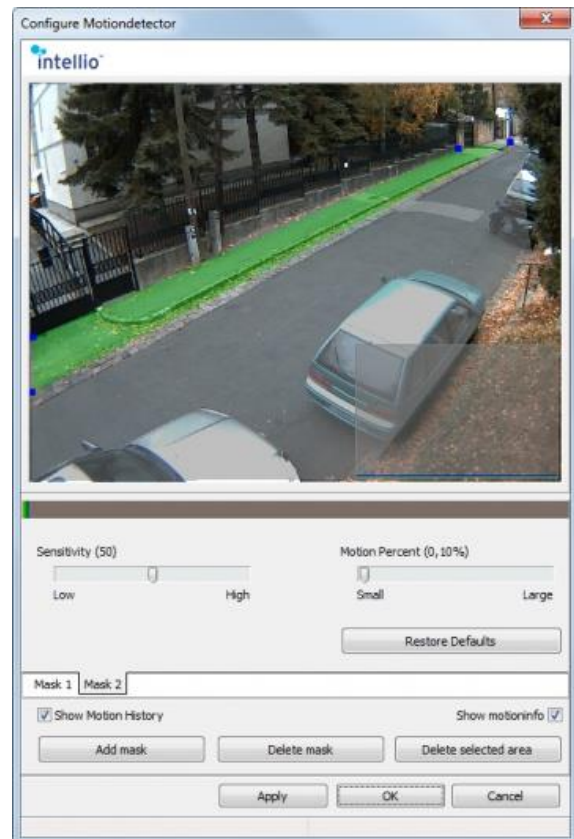 Configure Motiondetector
intellio
Sensitivity (50)
Motion Percent (0,10%)
Low
High
Small
Large
Restore Defaults
Mask 1
Mask 2
Show Motion History
Show motioninfo
Add mask
Delete mask
Delete selected area
Apply
OK
Cancel